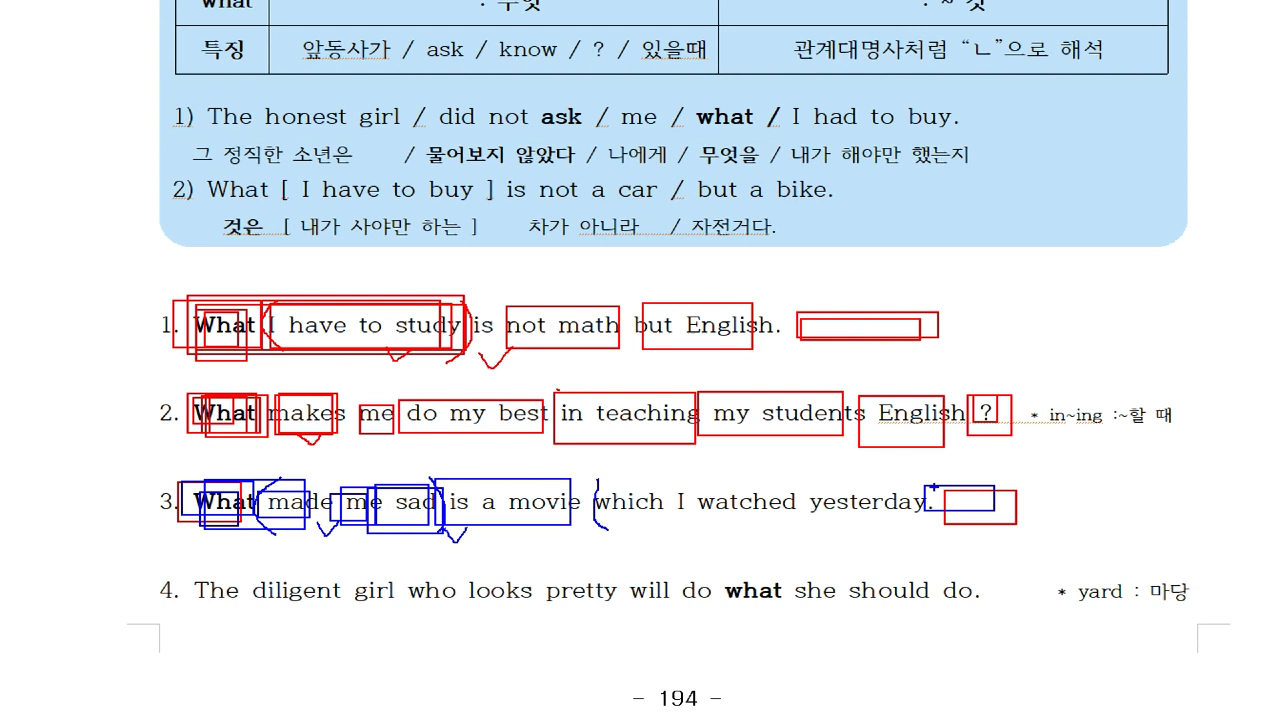 what : 무엇 : ~ 것
특징 앞동사가 / ask / know / ? / 있을때 관계대명사처럼 “ㄴ”으로 해석
1) The honest girl / did not ask / me / what / I had to buy.
그 정직한 소년은 / 물어보지 않았다 / 나에게 / 무엇을 / 내가 해야만 했는지
2) What [ I have to buy ] is not a car / but a bike.
것은 [ 내가 사야만 하는 ] 차가 아니라 / 자전거다.
1. What I have to study is not math but English.
2. What makes me do my best in teaching my students English ? * in~ing :~할 때
3. What made me sad is a movie which I watched yesterday.
4. The diligent girl who looks pretty will do what she should do. * yard : 마당
- 194 -